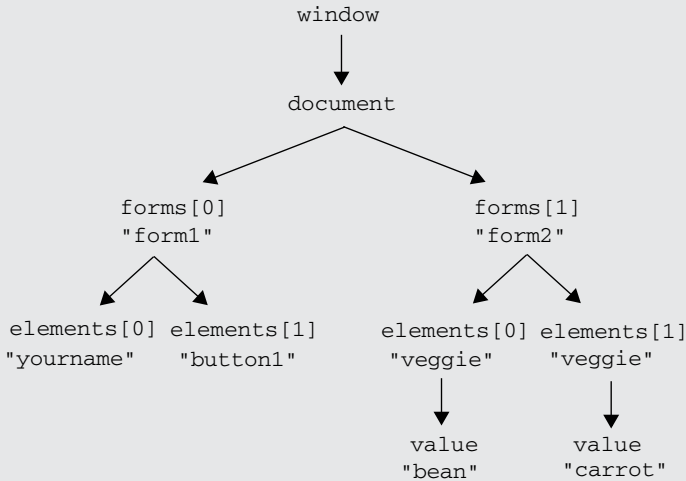 window
document
forms[0] forms[1]
"form1" "form2"
elements[0] elements[1] elements[0] elements[1]
"yourname" "button1" "veggie" "veggie"
value value
"bean" "carrot"